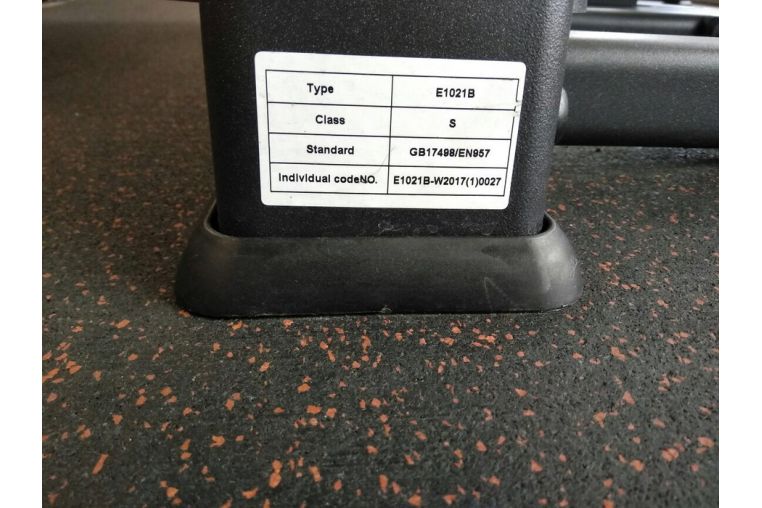 Type E1021B
Class S
Standard GB17498/EN957
Individual codeNO. E1021B-W2017(1)0027